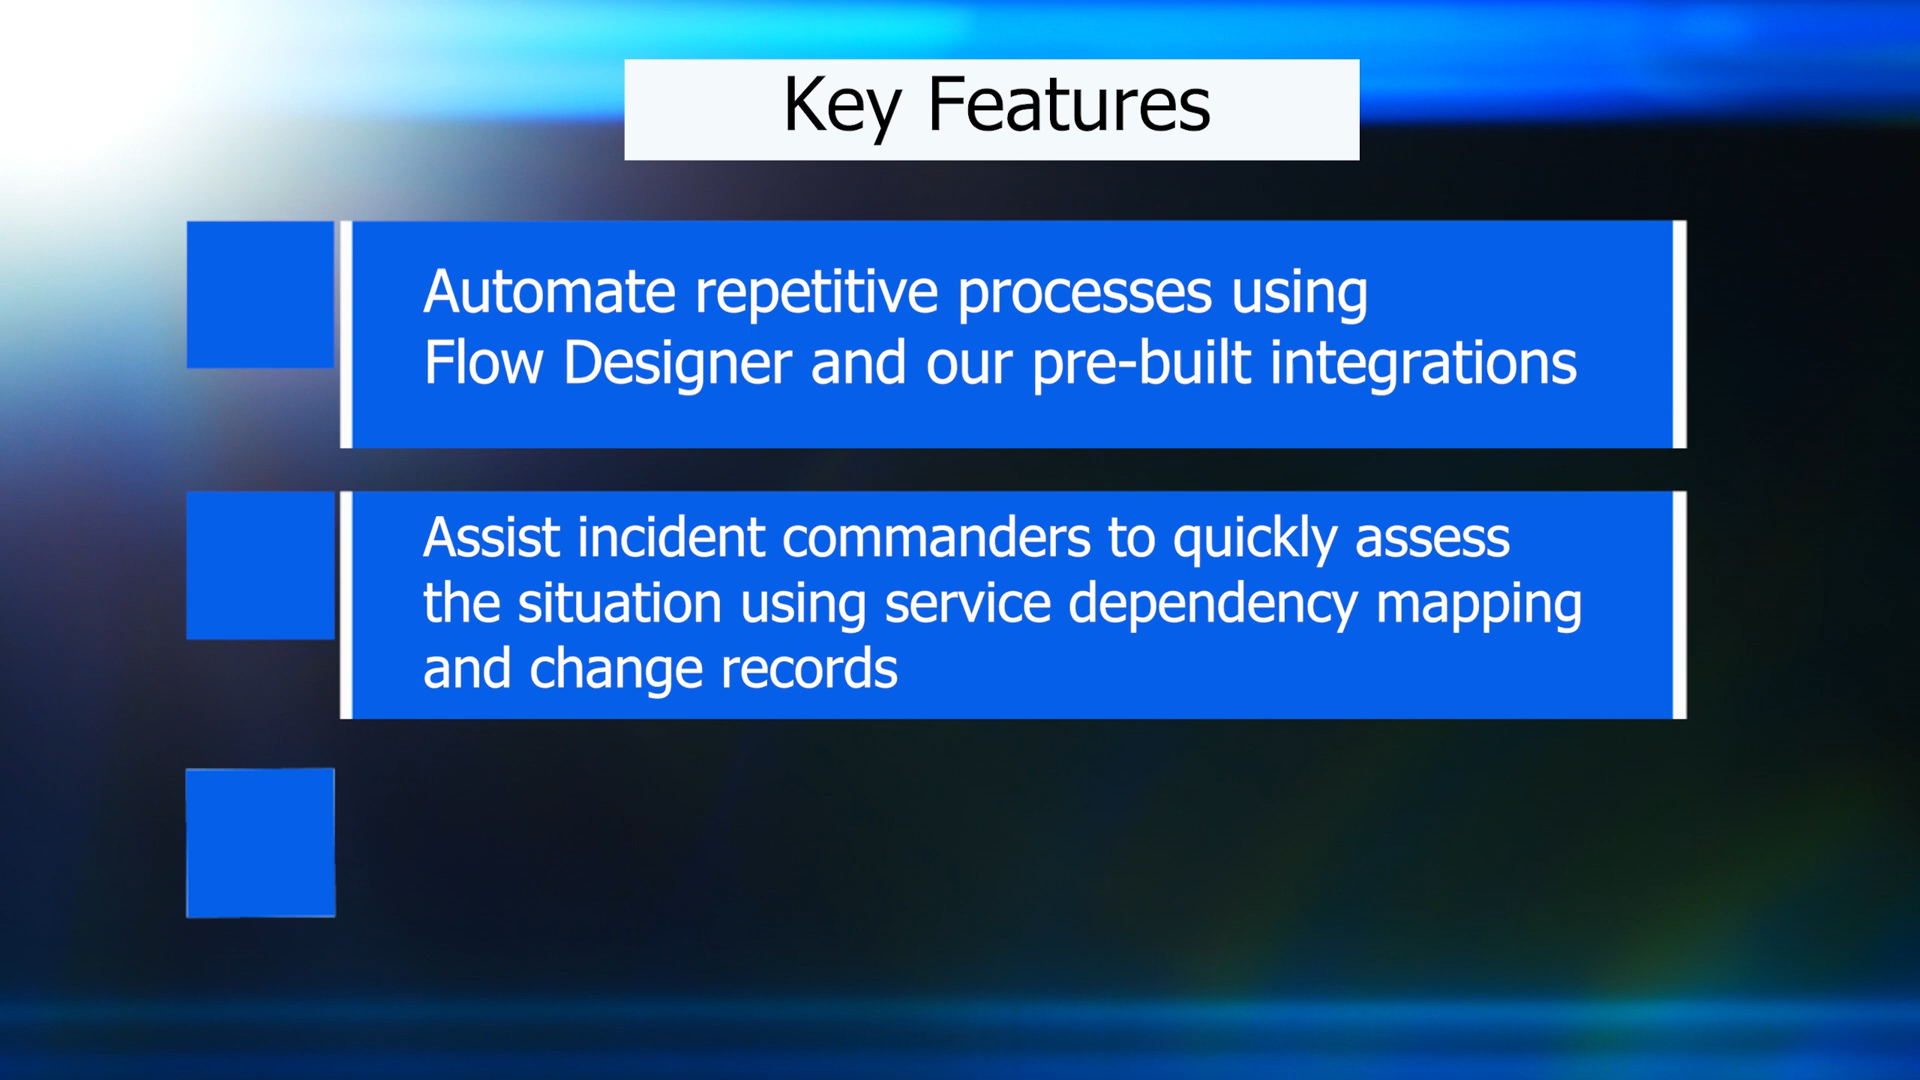 Key Features
Automate repetitive processes using
Flow Designer and our pre-built integrations
Assist incident commanders to quickly assess
the situation using service dependency mapping
and change records